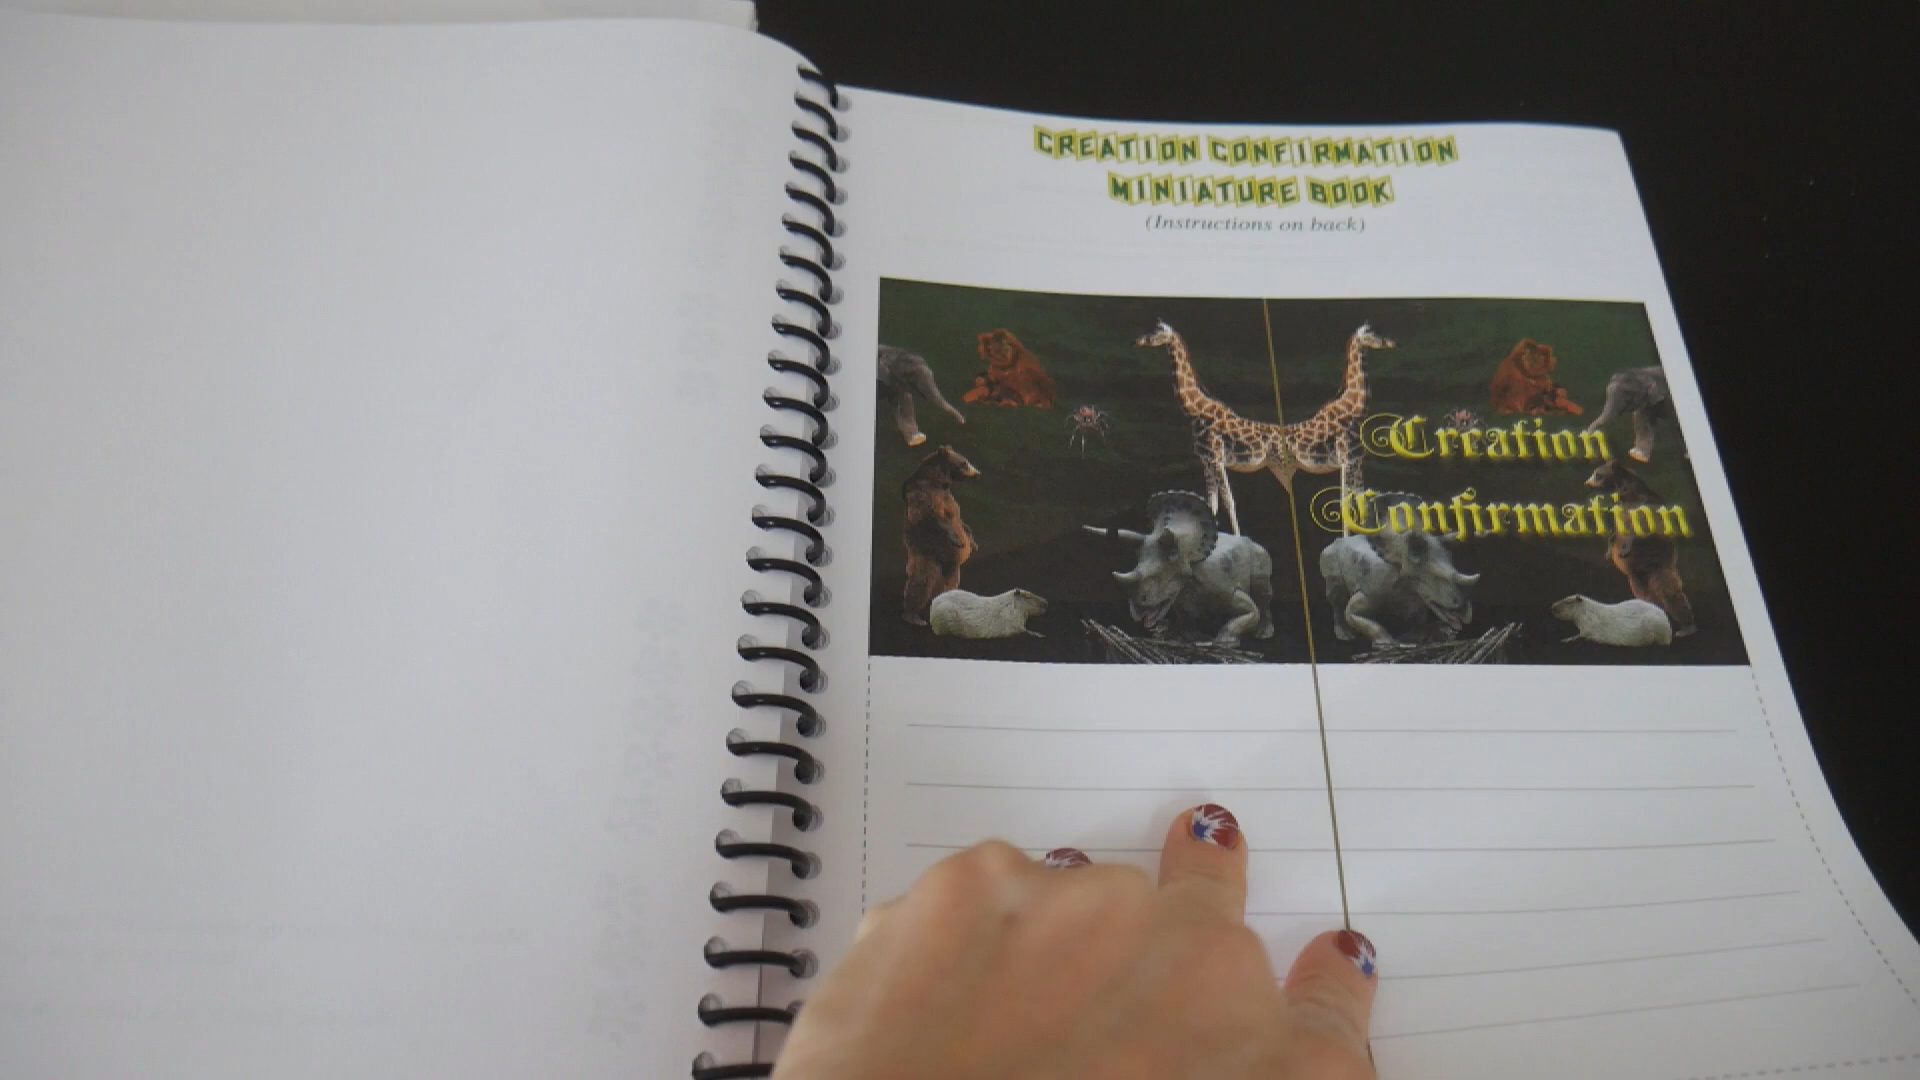 CREATION CONFIRMATION
MINIATURE BOOK
(Instructions on back)
Creation
Confirmation